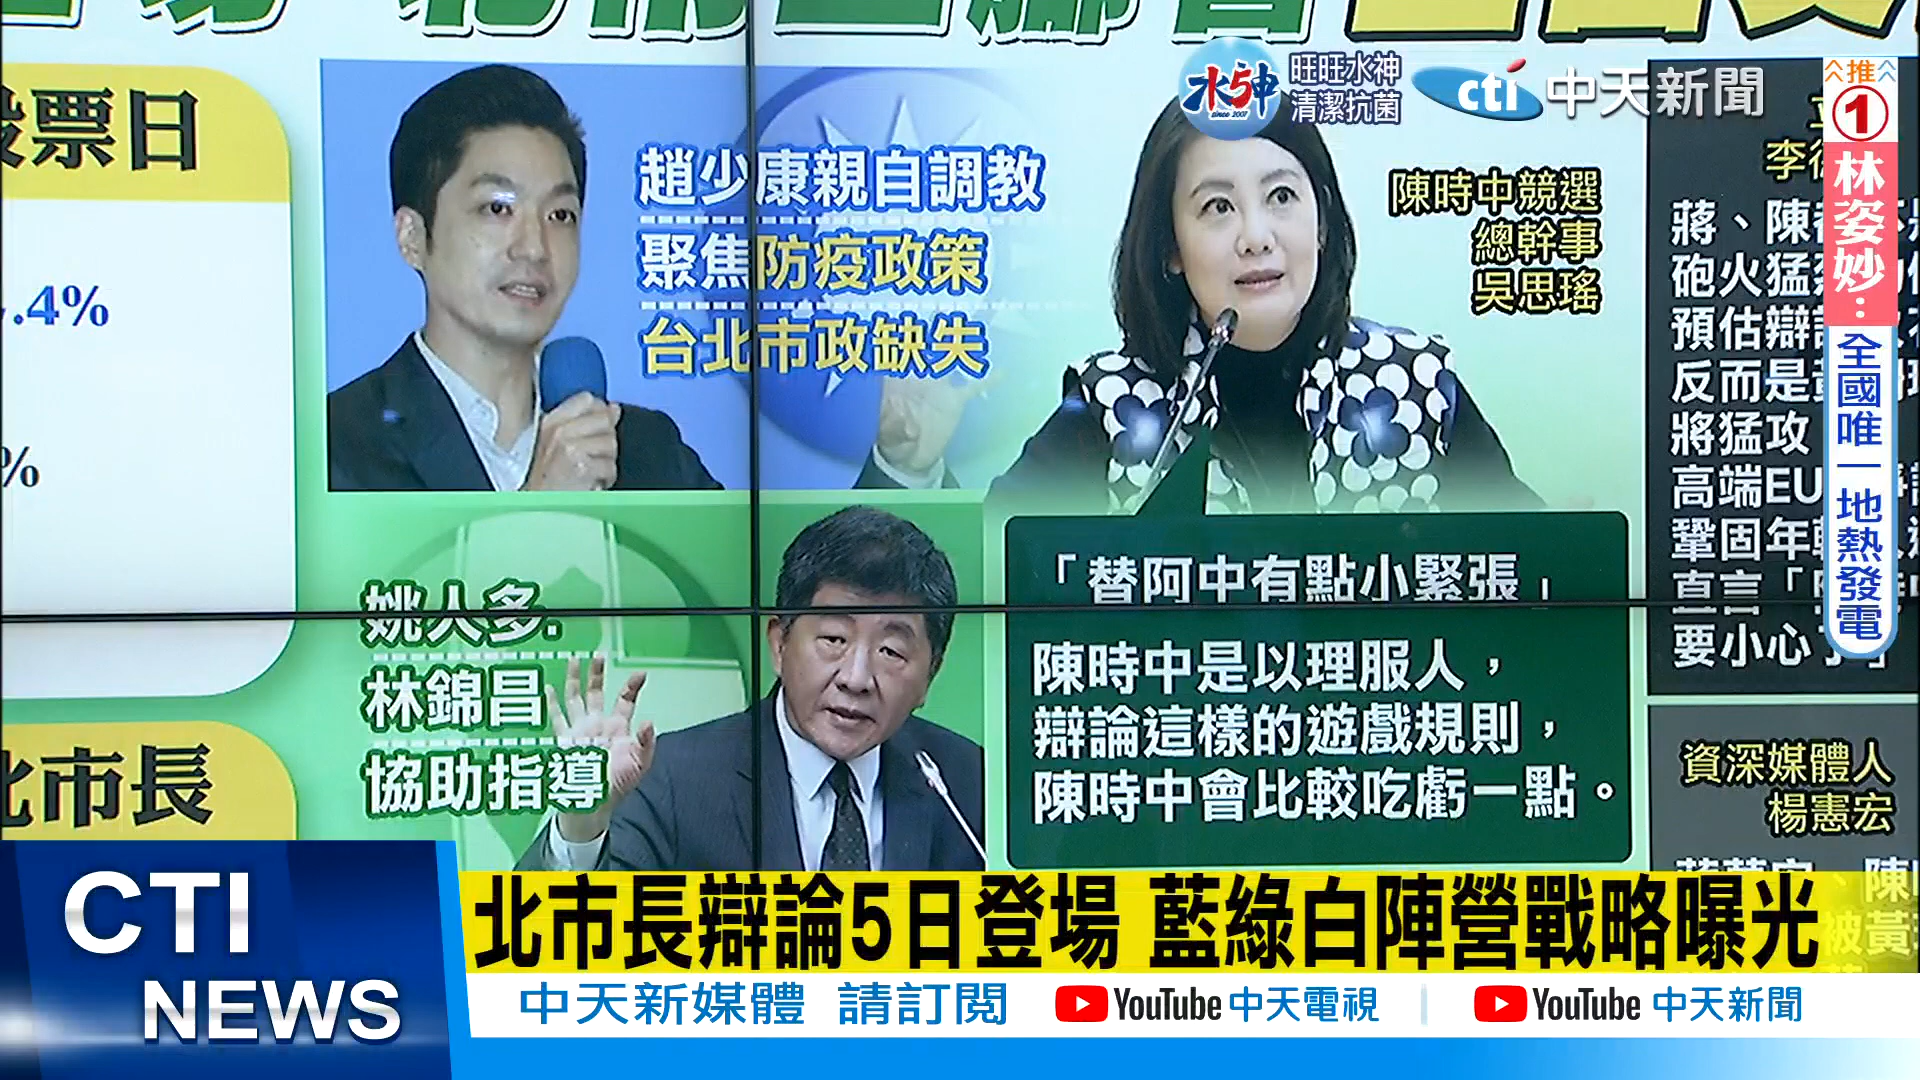 投票日
.4%
%
北市長
趙少康親自調教
聚焦防疫政策
台北市政缺失
陳時中競選
總幹事
吳思瑤
姚人多.
林錦昌
協助指導
「替阿中有點小緊張」
陳時中是以理服人，
辯論這樣的遊戲規則，
陳時中會比較吃虧一點。
水神
since 2007
旺旺水神
清潔抗菌
cti 中天新聞
推
1
林姿妙：
全國唯一地熱發電
蔣、陳
砲火猛
預估辯
反而是
將猛攻
高端EU
鞏固年
直言「
要小心了」
資深媒體人
楊憲宏
被黃
CTI
NEWS
北市長辯論5日登場 藍綠白陣營戰略曝光
中天新媒體 請訂閱 YouTube 中天電視 | YouTube 中天新聞